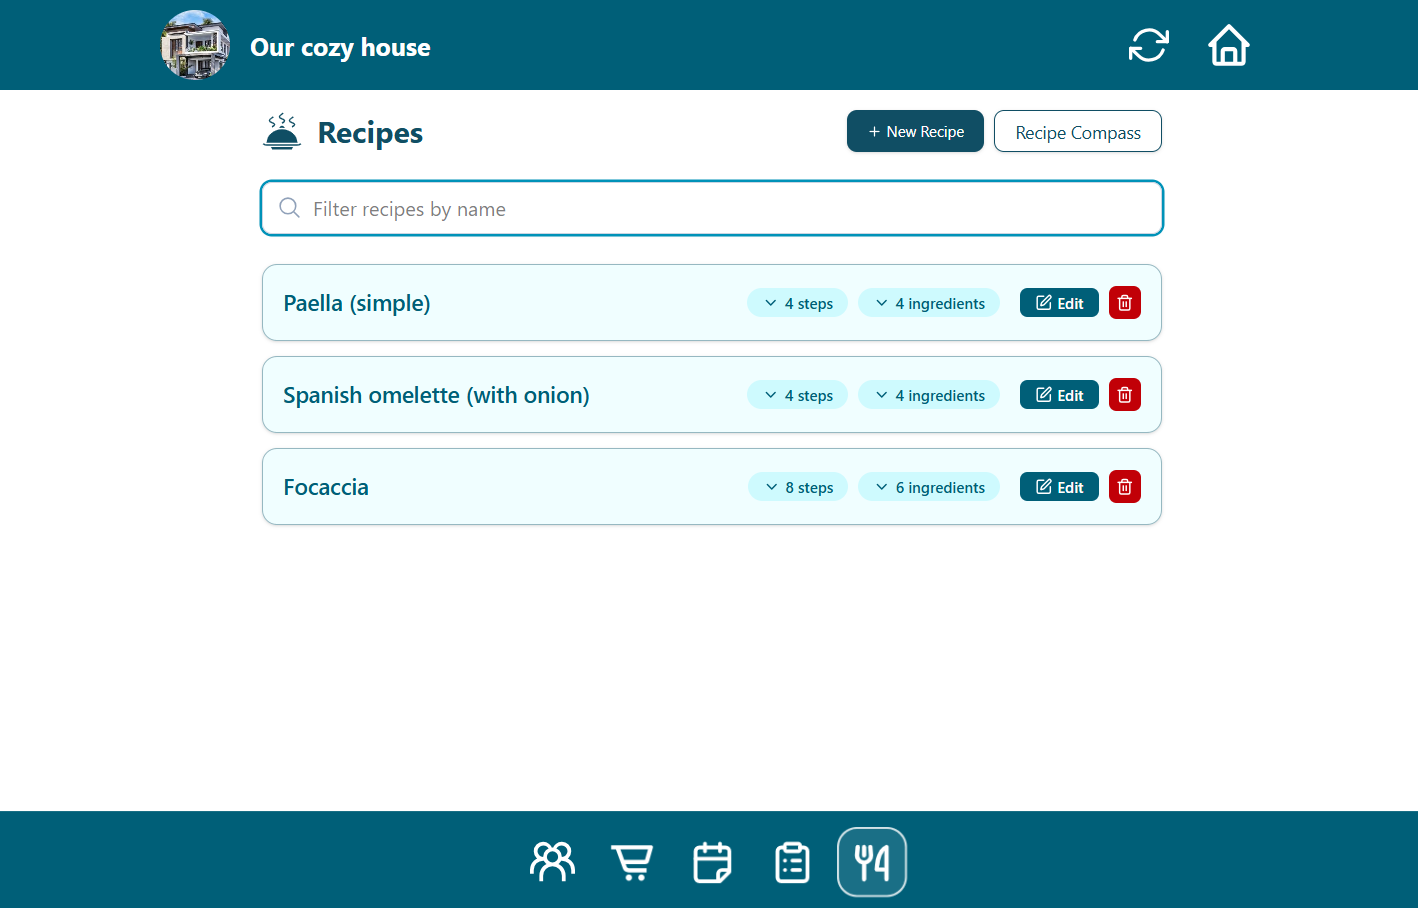 Our cozy house
Recipes
+ New Recipe
Recipe Compass
Filter recipes by name
Paella (simple)
4 steps
4 ingredients
Edit
Spanish omelette (with onion)
4 steps
4 ingredients
Edit
Focaccia
8 steps
6 ingredients
Edit